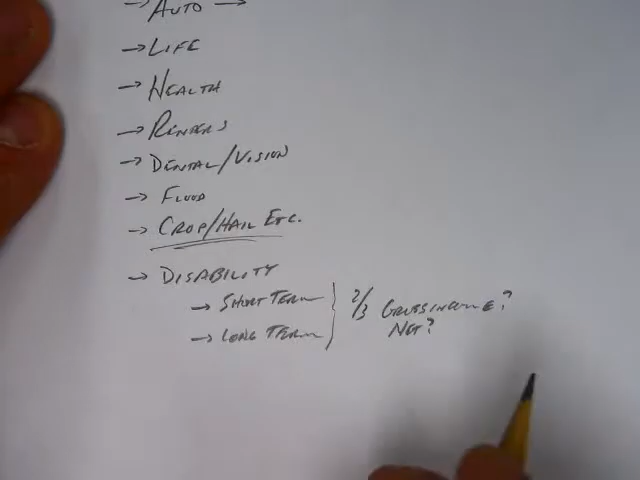 → AUTO →
→ LIFE
→ HEALTH
→ RENTERS
→ DENTAL/VISION
→ FLOOD
→ CROP/HAIL ETC.
→ DISABILITY
→ SHORT TERM } 2/3 GROSS INCOME?
→ LONG TERM NET?